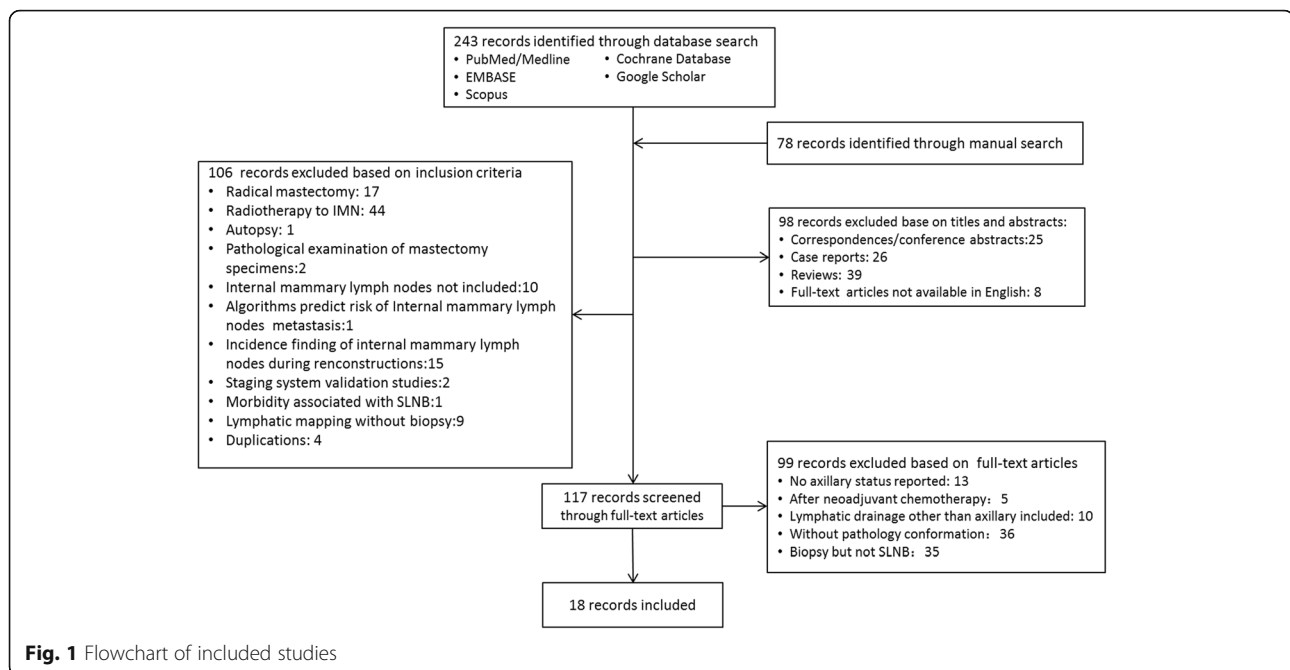 243 records identified through database search
• PubMed/Medline • Cochrane Database
• EMBASE • Google Scholar
• Scopus
78 records identified through manual search
106 records excluded based on inclusion criteria
• Radical mastectomy: 17
• Radiotherapy to IMN: 44
• Autopsy: 1
• Pathological examination of mastectomy
specimens:2
• Internal mammary lymph nodes not included:10
• Algorithms predict risk of Internal mammary lymph
nodes metastasis:1
• Incidence finding of internal mammary lymph
nodes during renconstructions:15
• Staging system validation studies:2
• Morbidity associated with SLNB:1
• Lymphatic mapping without biopsy:9
• Duplications: 4
98 records excluded base on titles and abstracts:
• Correspondences/conference abstracts:25
• Case reports: 26
• Reviews: 39
• Full-text articles not available in English: 8
117 records screened
through full-text articles
99 records excluded based on full-text articles
• No axillary status reported: 13
• After neoadjuvant chemotherapy： 5
• Lymphatic drainage other than axillary included: 10
• Without pathology conformation： 36
• Biopsy but not SLNB： 35
18 records included
Fig. 1 Flowchart of included studies